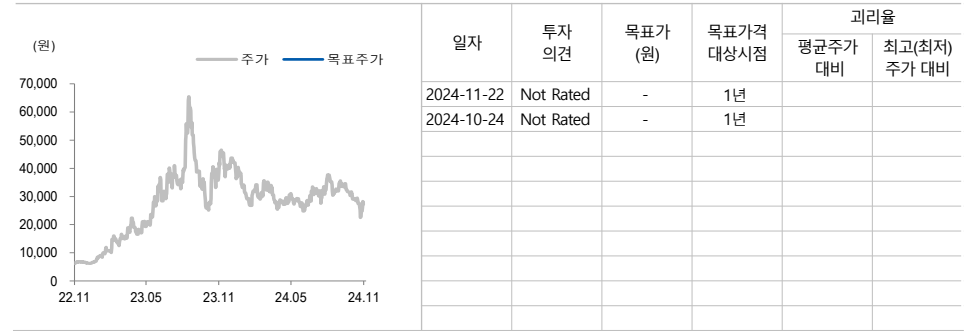 (원)
주가 목표주가
70,000
60,000
50,000
40,000
30,000
20,000
10,000
0
22.11 23.05 23.11 24.05 24.11
일자 투자 의견 목표가 (원) 목표가격 대상시점 괴리율
평균주가 대비 최고(최저) 주가 대비
2024-11-22 Not Rated - 1년
2024-10-24 Not Rated - 1년